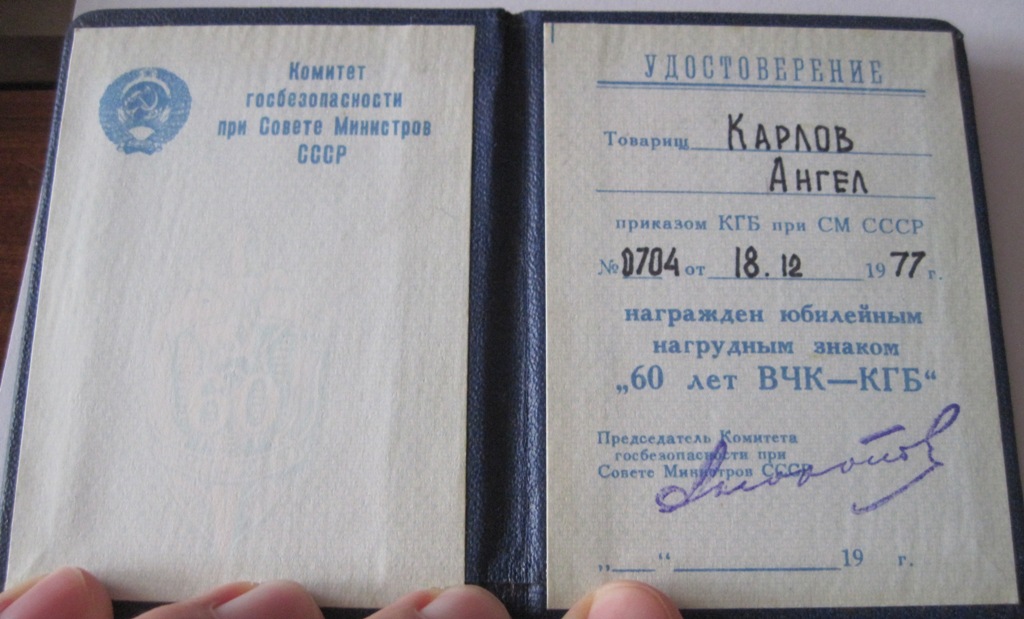 Комитет
госбезопасности
при Совете Министров
СССР
60
УДОСТОВЕРЕНИЕ
Товарищ КАРЛОВ
АНГЕЛ
приказом КГБ при СМ СССР
№ 0704 от 18.12 1977 г.
награжден юбилейным
нагрудным знаком
„60 лет ВЧК—КГБ“
Председатель Комитета
госбезопасности при
Совете Министров СССР
„ “ 19 г.